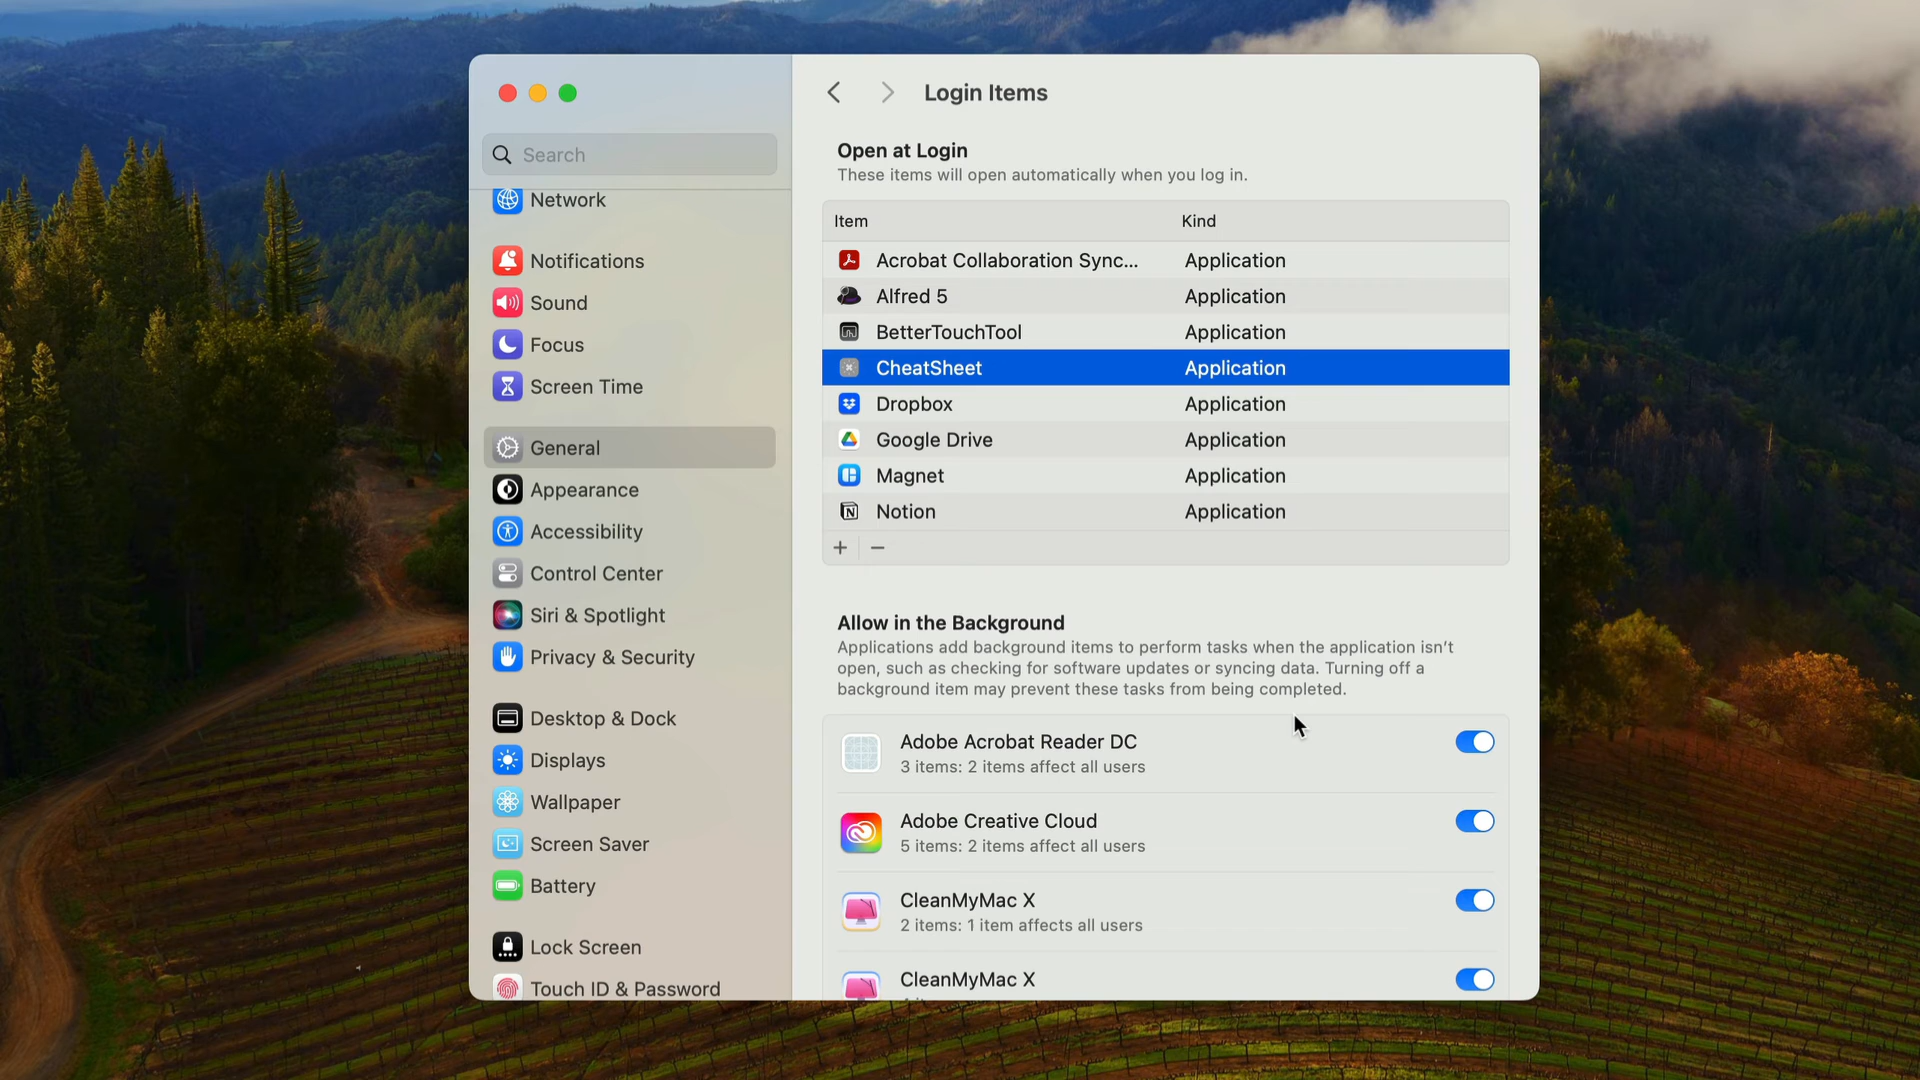 Search
Network
Notifications
Sound
Focus
Screen Time
General
Appearance
Accessibility
Control Center
Siri & Spotlight
Privacy & Security
Desktop & Dock
Displays
Wallpaper
Screen Saver
Battery
Lock Screen
Touch ID & Password
Login Items
Open at Login
These items will open automatically when you log in.
Item Kind
Acrobat Collaboration Sync... Application
Alfred 5 Application
BetterTouchTool Application
CheatSheet Application
Dropbox Application
Google Drive Application
Magnet Application
Notion Application
Allow in the Background
Applications add background items to perform tasks when the application isn't
open, such as checking for software updates or syncing data. Turning off a
background item may prevent these tasks from being completed.
Adobe Acrobat Reader DC
3 items: 2 items affect all users
Adobe Creative Cloud
5 items: 2 items affect all users
CleanMyMac X
2 items: 1 item affects all users
CleanMyMac X